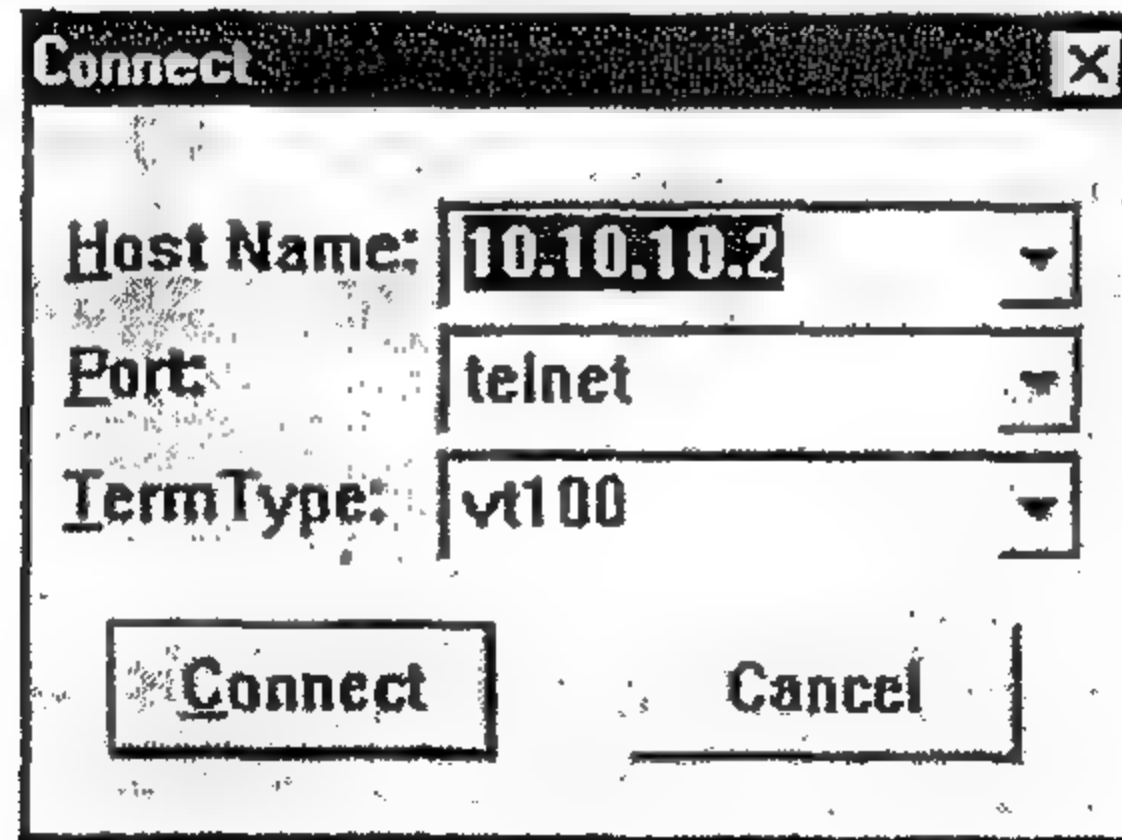 Connect
Host Name: 10.10.10.2
Port: telnet
TermType: vt100
Connect Cancel